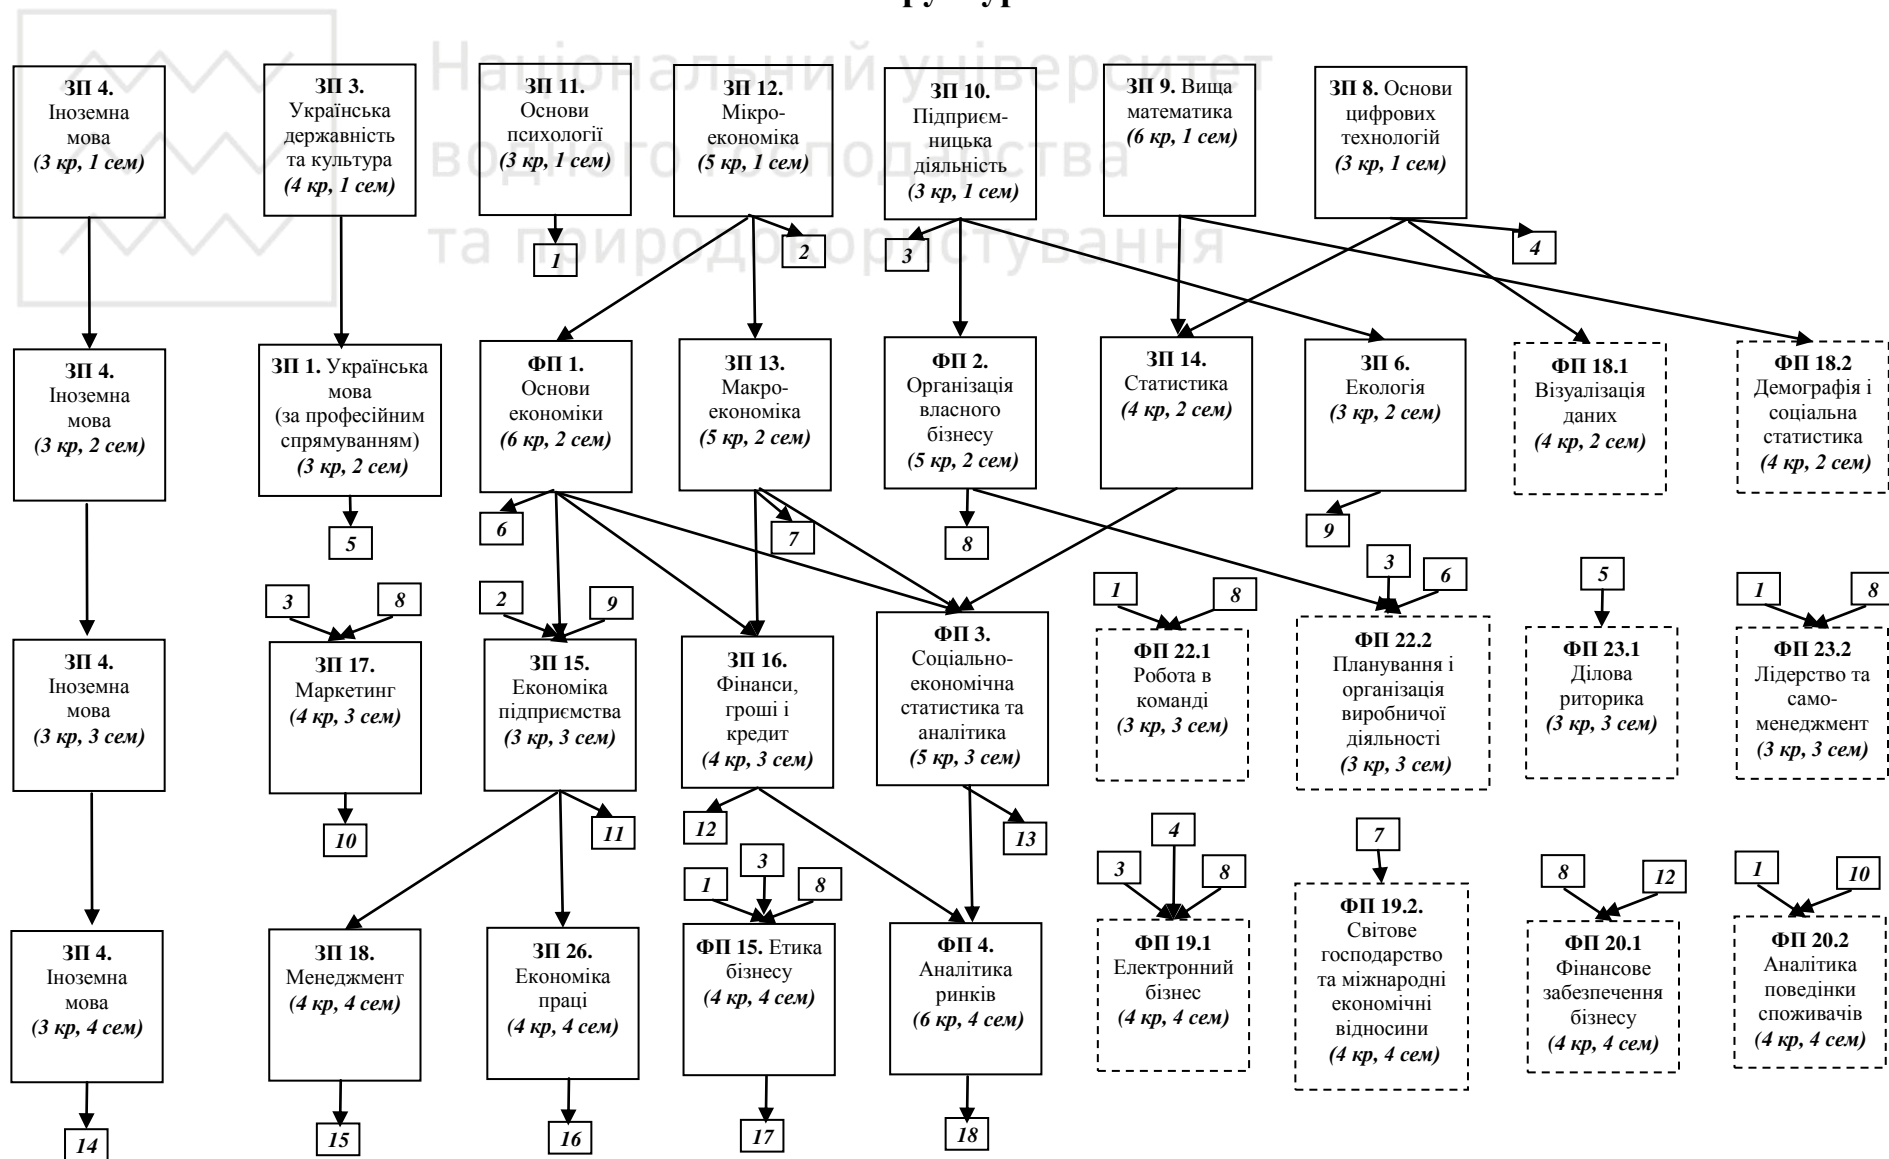 Національний університет
водного господарства
та природокористування
ЗП 4.
Іноземна
мова
(3 кр, 1 сем)
ЗП 3.
Українська
державність
та культура
(4 кр, 1 сем)
ЗП 11.
Основи
психології
(3 кр, 1 сем)
ЗП 12.
Мікро-
економіка
(5 кр, 1 сем)
ЗП 10.
Підприєм-
ницька
діяльність
(3 кр, 1 сем)
ЗП 9. Вища
математика
(6 кр, 1 сем)
ЗП 8. Основи
цифрових
технологій
(3 кр, 1 сем)
1
2
3
4
ЗП 4.
Іноземна
мова
(3 кр, 2 сем)
ЗП 1. Українська
мова
(за професійним
спрямуванням)
(3 кр, 2 сем)
ФП 1.
Основи
економіки
(6 кр, 2 сем)
ЗП 13.
Макро-
економіка
(5 кр, 2 сем)
ФП 2.
Організація
власного
бізнесу
(5 кр, 2 сем)
ЗП 14.
Статистика
(4 кр, 2 сем)
ЗП 6.
Екологія
(3 кр, 2 сем)
ФП 18.1
Візуалізація
даних
(4 кр, 2 сем)
ФП 18.2
Демографія і
соціальна
статистика
(4 кр, 2 сем)
5
6
7
8
9
3
8
2
9
1
8
3
6
5
1
8
ЗП 4.
Іноземна
мова
(3 кр, 3 сем)
ЗП 17.
Маркетинг
(4 кр, 3 сем)
ЗП 15.
Економіка
підприємства
(3 кр, 3 сем)
ЗП 16.
Фінанси,
гроші і
кредит
(4 кр, 3 сем)
ФП 3.
Соціально-
економічна
статистика та
аналітика
(5 кр, 3 сем)
ФП 22.1
Робота в
команді
(3 кр, 3 сем)
ФП 22.2
Планування і
організація
виробничої
діяльності
(3 кр, 3 сем)
ФП 23.1
Ділова
риторика
(3 кр, 3 сем)
ФП 23.2
Лідерство та
само-
менеджмент
(3 кр, 3 сем)
10
11
12
13
1
3
8
3
4
8
7
8
12
1
10
ЗП 4.
Іноземна
мова
(3 кр, 4 сем)
ЗП 18.
Менеджмент
(4 кр, 4 сем)
ЗП 26.
Економіка
праці
(4 кр, 4 сем)
ФП 15. Етика
бізнесу
(4 кр, 4 сем)
ФП 4.
Аналітика
ринків
(6 кр, 4 сем)
ФП 19.1
Електронний
бізнес
(4 кр, 4 сем)
ФП 19.2.
Світове
господарство
та міжнародні
економічні
відносини
(4 кр, 4 сем)
ФП 20.1
Фінансове
забезпечення
бізнесу
(4 кр, 4 сем)
ФП 20.2
Аналітика
поведінки
споживачів
(4 кр, 4 сем)
14
15
16
17
18